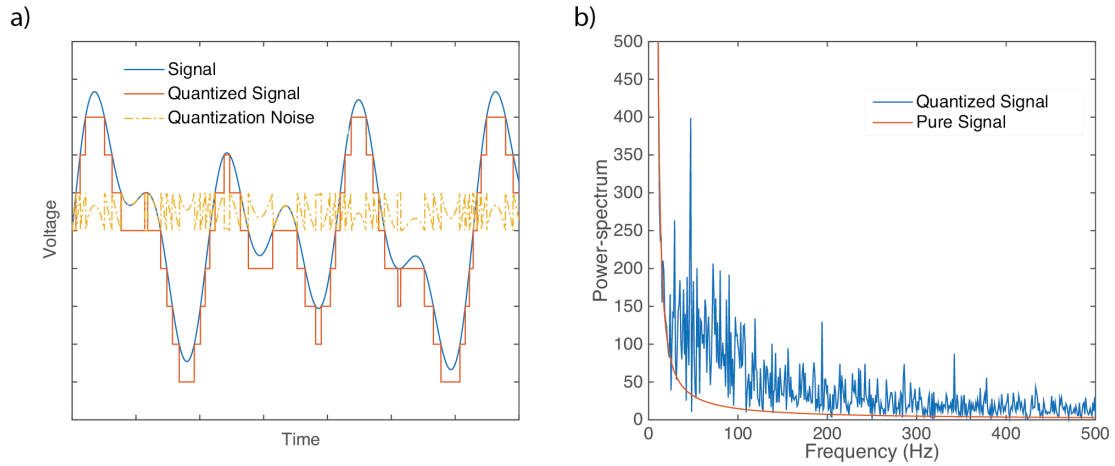 a)
Signal
Quantized Signal
Quantization Noise
Voltage
Time
b)
500
450
400
350
300
250
200
150
100
50
0
Power-spectrum
Quantized Signal
Pure Signal
0 100 200 300 400 500
Frequency (Hz)